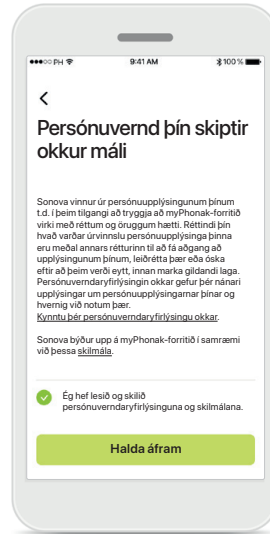 PH 9:41 AM 100 %
Persónuvernd þín skiptir
okkur máli
Sonova vinnur úr persónuupplýsingunum þínum
t.d. í þeim tilgangi að tryggja að myPhonak-forritið
virki með réttum og öruggum hætti. Réttindi þín
hvað varðar úrvinnslu persónuupplýsinga þinna
eru meðal annars rétturinn til að fá aðgang að
upplýsingunum þínum, leiðrétta þær eða óska
eftir að þeim verði eytt, innan marka gildandi laga.
Persónuverndaryfirlýsingin okkar gefur þér nánari
upplýsingar um persónuupplýsingarnar þínar og
hvernig við notum þær.
Kynntu þér persónuverndaryfirlýsingu okkar.
Sonova býður upp á myPhonak-forritið í samræmi
við þessa skilmála.
Ég hef lesið og skilið
persónuverndaryfirlýsinguna og skilmálana.
Halda áfram